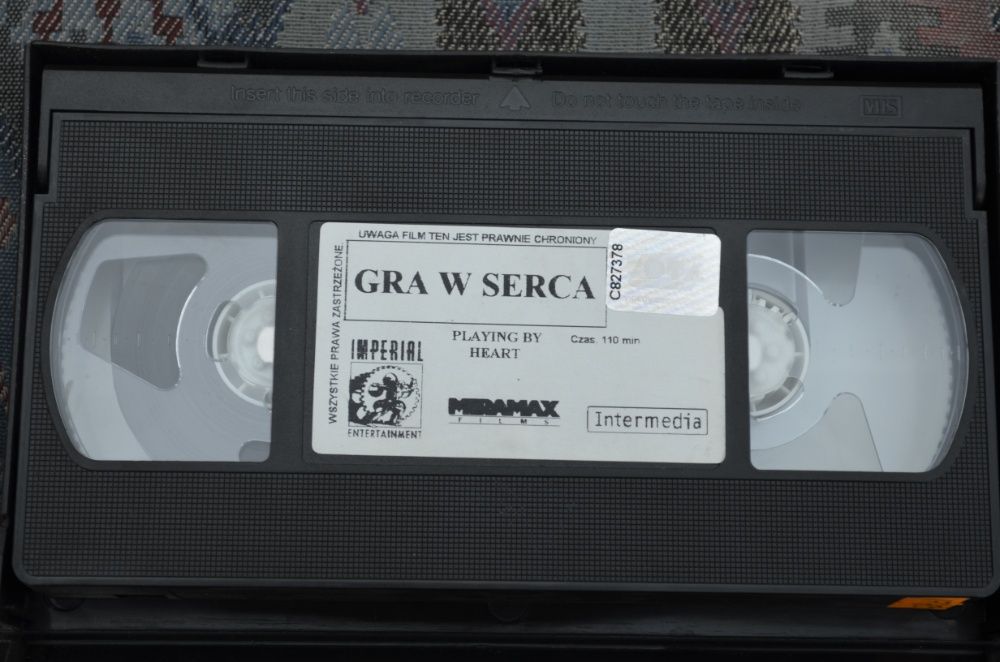 Insert this side into recorder
Do not touch the tape inside
VHS
UWAGA FILM TEN JEST PRAWNIE CHRONIONY
WSZYSTKIE PRAWA ZASTRZEŻONE
GRA W SERCA
C827378
PLAYING BY
HEART
Czas. 110 min
IMPERIAL
ENTERTAINMENT
MIRAMAX
FILMS
Intermedia